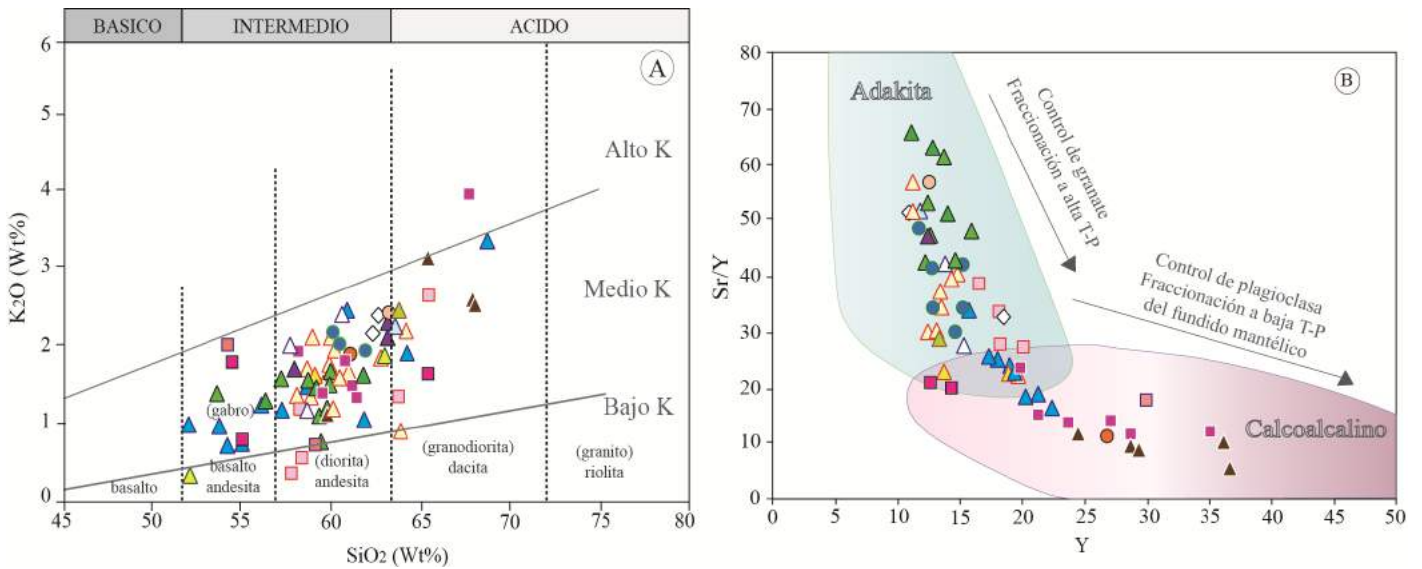 BASICO
INTERMEDIO
ACIDO
A
6
5
4
3
2
1
0
K2O (Wt%)
Alto K
Medio K
Bajo K
(gabro)
basalto
basalto
andesita
(diorita)
andesita
(granodiorita)
dacita
(granito)
riolita
45
50
55
60
65
70
75
80
SiO2 (Wt%)
B
80
70
60
50
40
30
20
10
0
Sr/Y
Adakita
Control de granate
Fraccionación a alta T-P
Control de plagioclasa
Fraccionación a baja T-P
del fundido mantélico
Calcoalcalino
0
5
10
15
20
25
30
35
40
45
50
Y